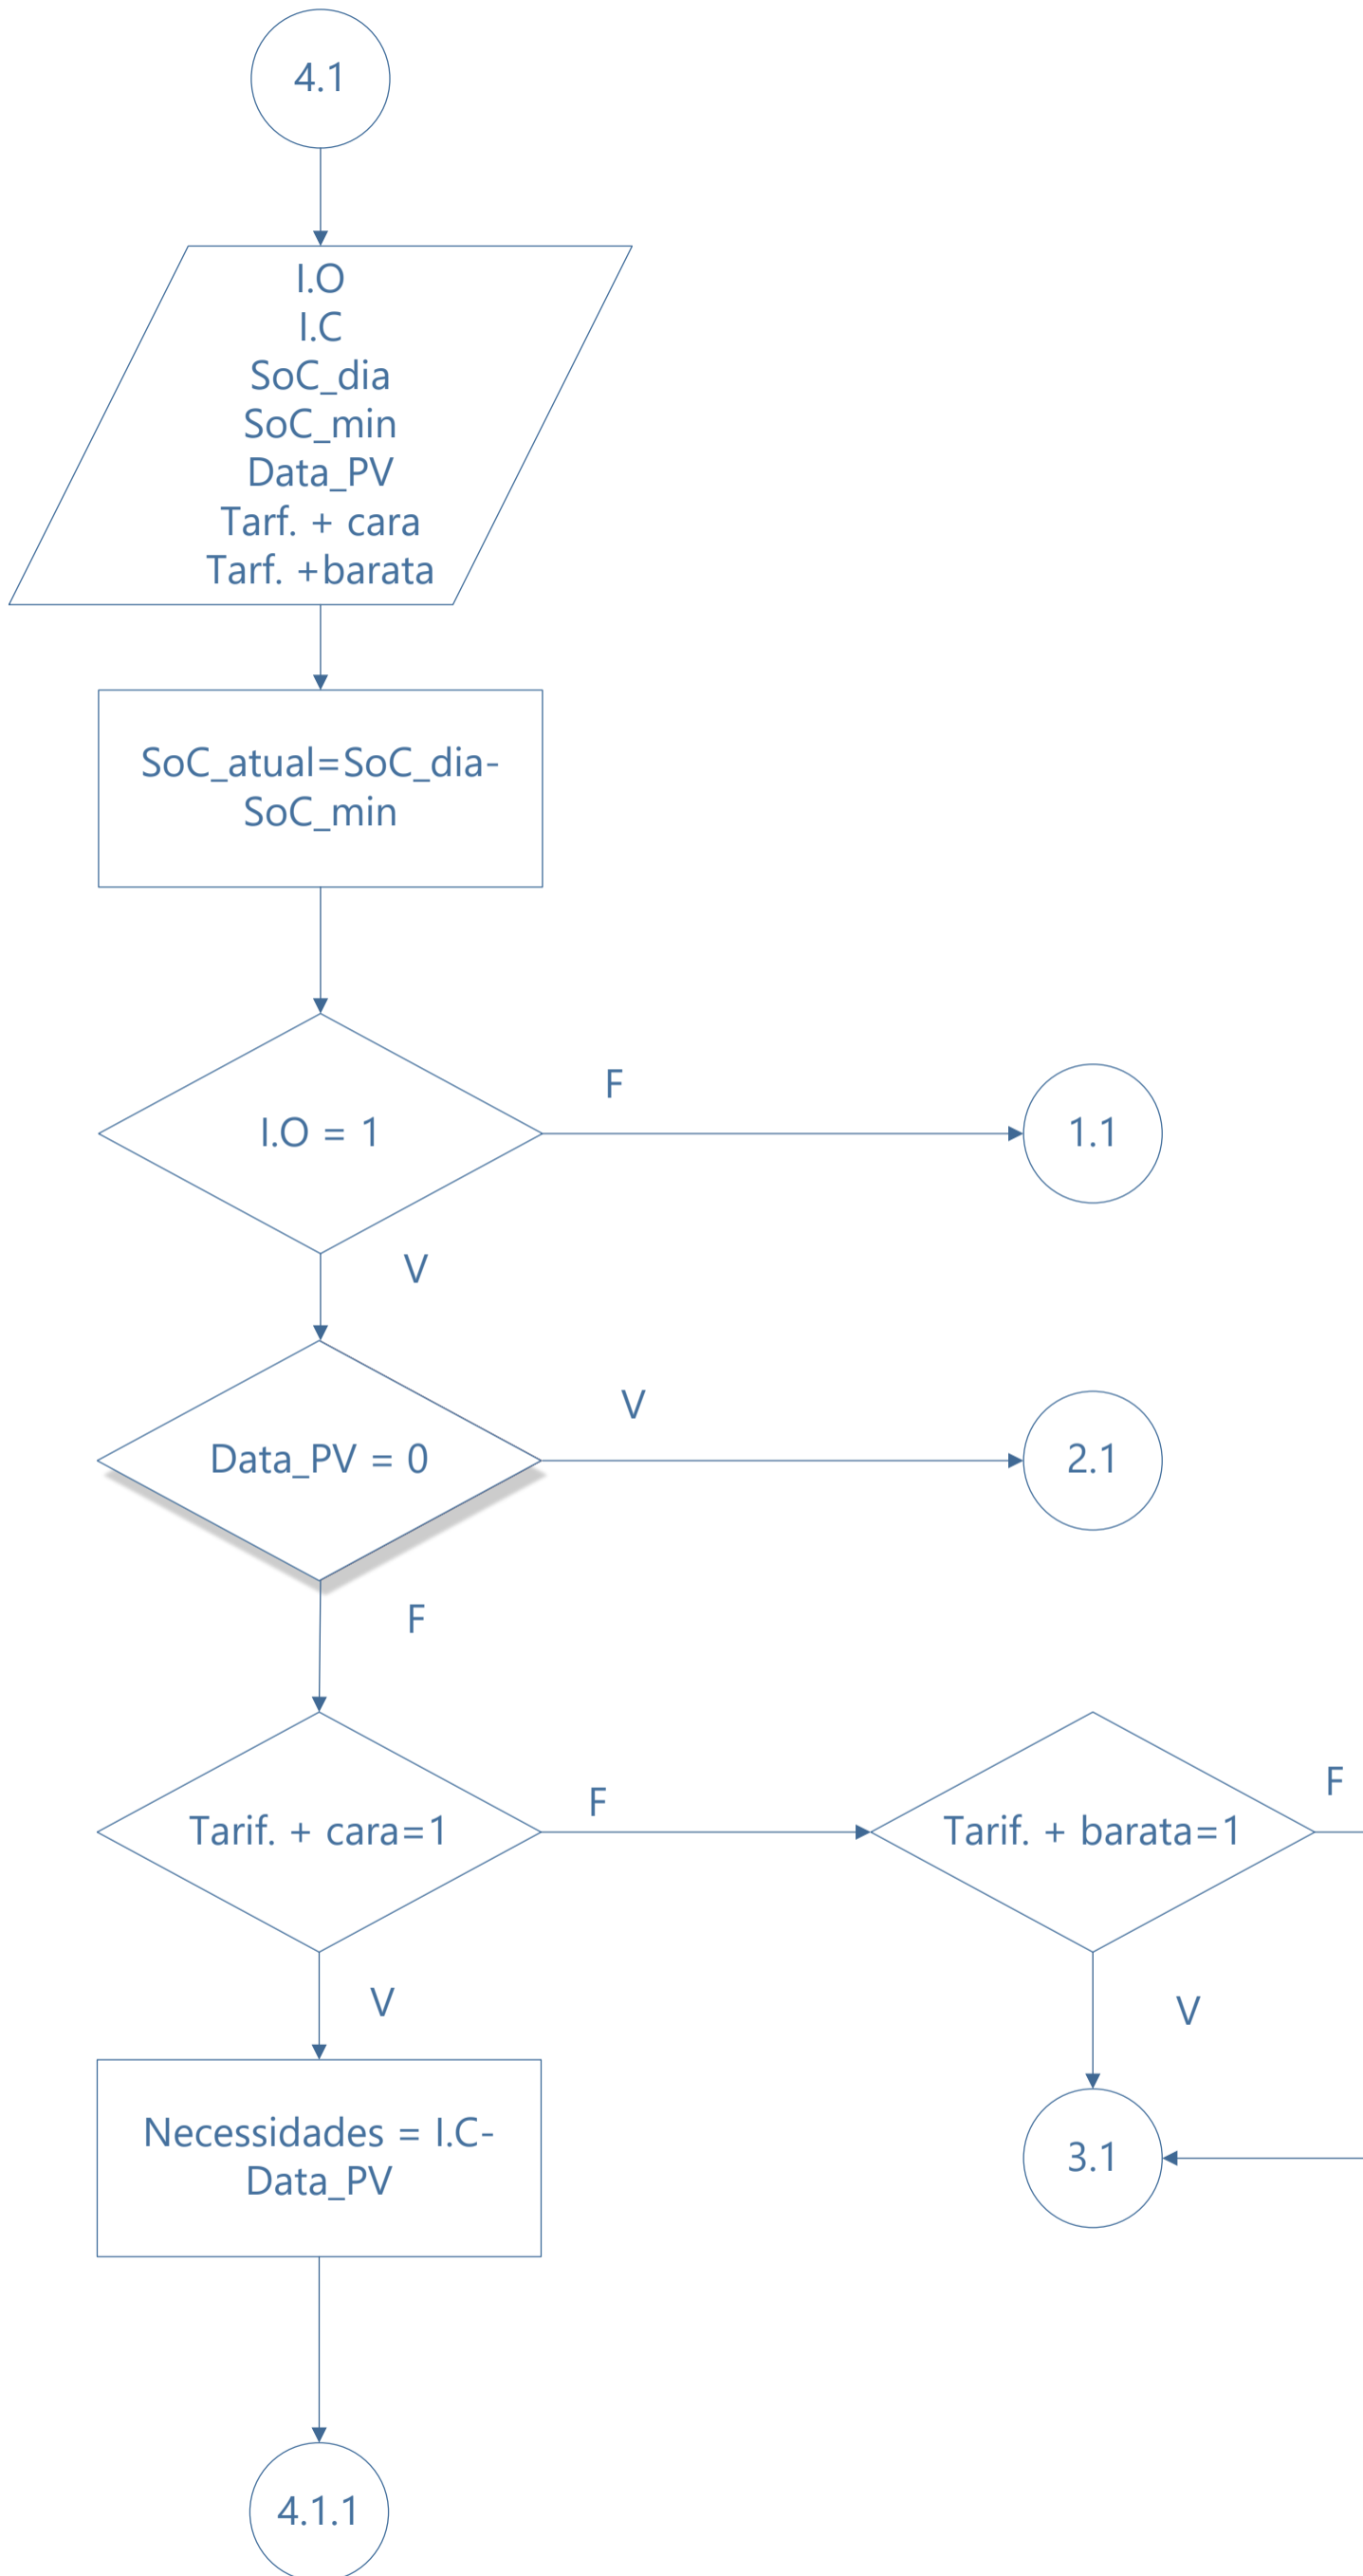 4.1
I.O
I.C
SoC_dia
SoC_min
Data_PV
Tarf. + cara
Tarf. +barata
SoC_atual=SoC_dia-
SoC_min
I.O = 1
F
1.1
V
Data_PV = 0
V
2.1
F
Tarif. + cara=1
F
Tarif. + barata=1
F
V
V
Necessidades = I.C-
Data_PV
3.1
4.1.1